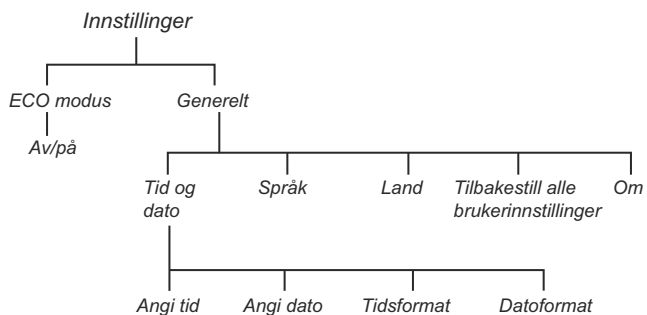 Innstillinger
ECO modus
Generelt
Av/på
Tid og
dato
Språk
Land
Tilbakestill alle
brukerinnstillinger
Om
Angi tid
Angi dato
Tidsformat
Datoformat